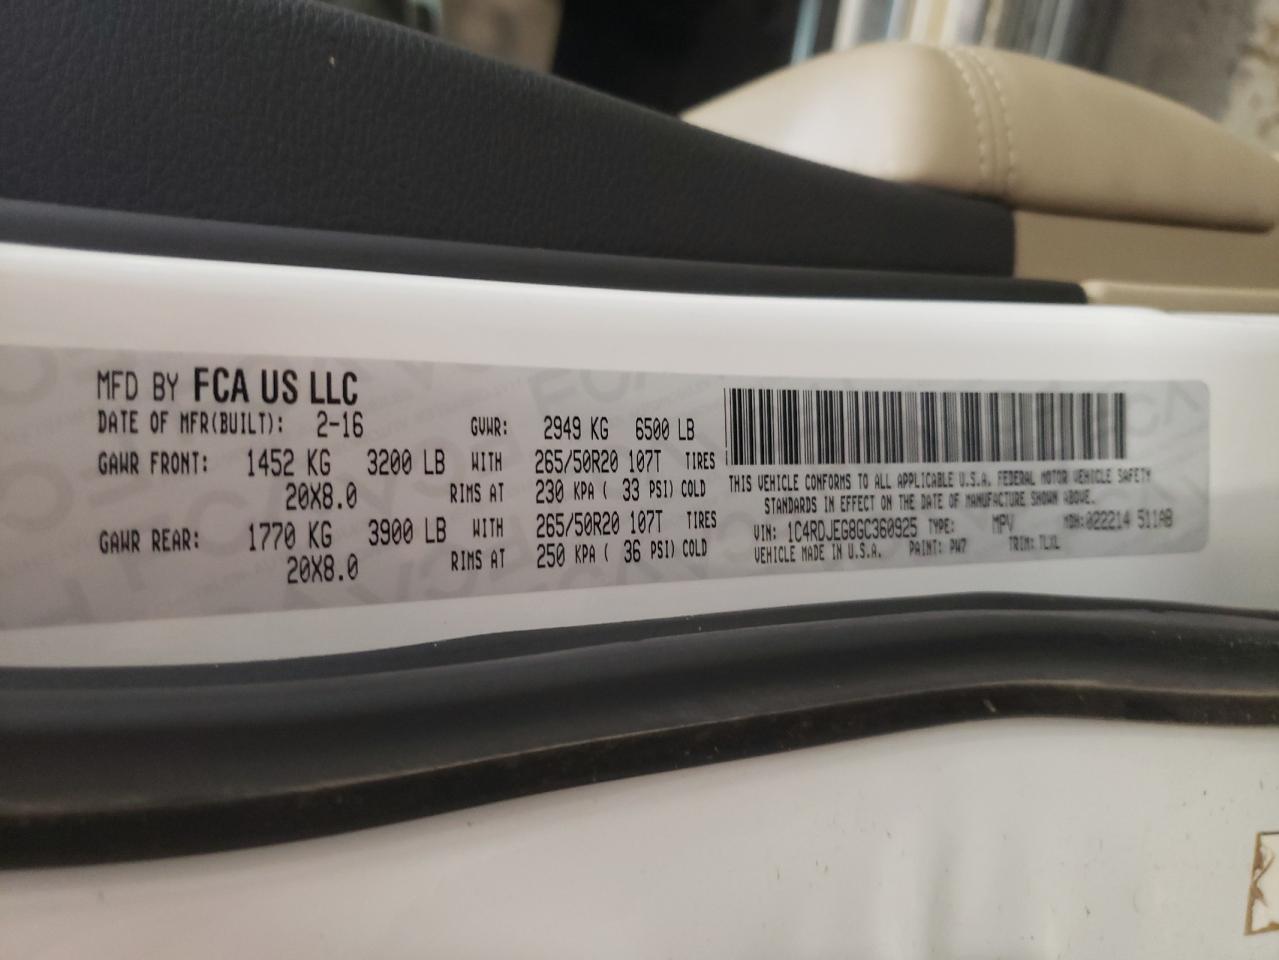 MFD BY FCA US LLC
DATE OF MFR(BUILT): 2-16 GVWR: 2949 KG 6500 LB
GAWR FRONT: 1452 KG 3200 LB WITH 265/50R20 107T TIRES
20X8.0 RIMS AT 230 KPA ( 33 PSI) COLD
GAWR REAR: 1770 KG 3900 LB WITH 265/50R20 107T TIRES
20X8.0 RIMS AT 250 KPA ( 36 PSI) COLD
THIS VEHICLE CONFORMS TO ALL APPLICABLE U.S.A. FEDERAL MOTOR VEHICLE SAFETY
STANDARDS IN EFFECT ON THE DATE OF MANUFACTURE SHOWN ABOVE.
VIN: 1C4RDJEG8GC360925 TYPE: MPV MDH:022214 511AB
VEHICLE MADE IN U.S.A. PAINT: PW7 TRIM: TLXL